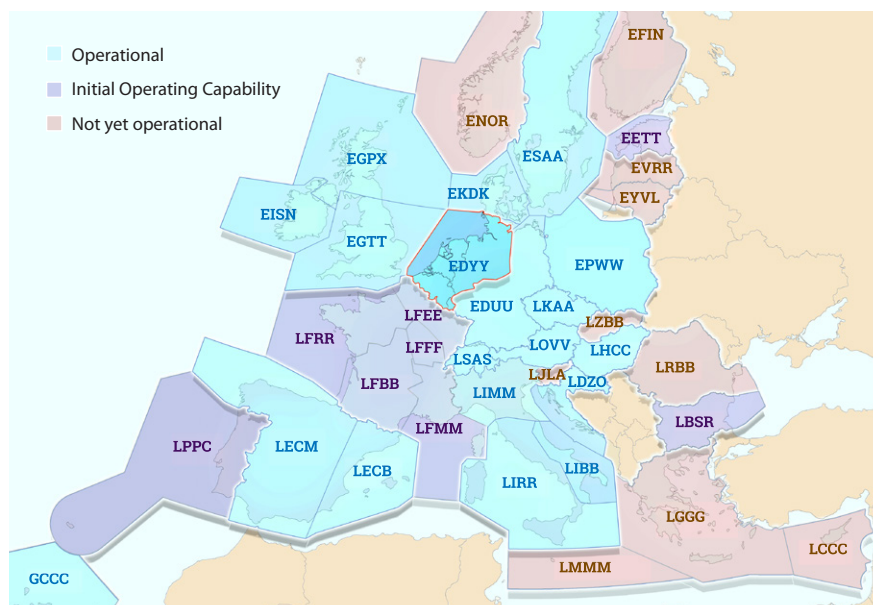 Operational
Initial Operating Capability
Not yet operational
EFIN
ENOR
EETT
ESAA
EGPX
EVRR
EKDK
EYVL
EISN
EGTT
EDYY
EPWW
EDUU
LKAA
LFEE
LZBB
LFRR
LFFF
LOVV
LHCC
LSAS
LRBB
LJLA
LFBB
LDZO
LIMM
LBSR
LFMM
LPPC
LECM
LECB
LIBB
LIRR
LGGG
LCCC
LMMM
GCCC